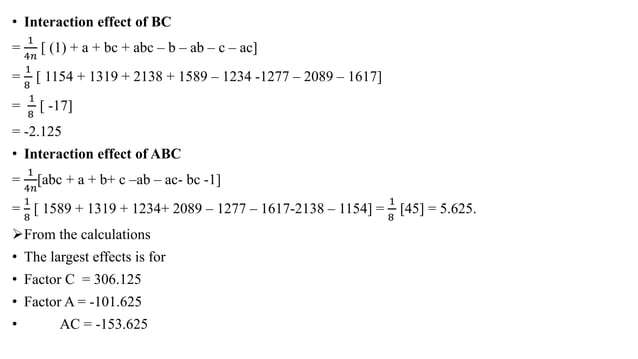 • Interaction effect of BC
= 1/4n [ (1) + a + bc + abc – b – ab – c – ac]
= 1/8 [ 1154 + 1319 + 2138 + 1589 – 1234 -1277 – 2089 – 1617]
= 1/8 [ -17]
= -2.125
• Interaction effect of ABC
= 1/4n [abc + a + b+ c –ab – ac- bc -1]
= 1/8 [ 1589 + 1319 + 1234+ 2089 – 1277 – 1617-2138 – 1154] = 1/8 [45] = 5.625.
➢From the calculations
• The largest effects is for
• Factor C = 306.125
• Factor A = -101.625
• AC = -153.625